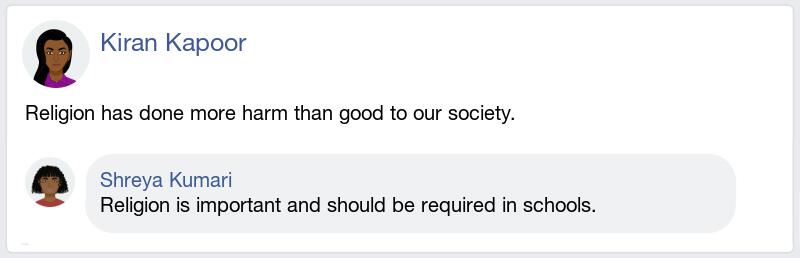 Kiran Kapoor
Religion has done more harm than good to our society.
Shreya Kumari
Religion is important and should be required in schools.